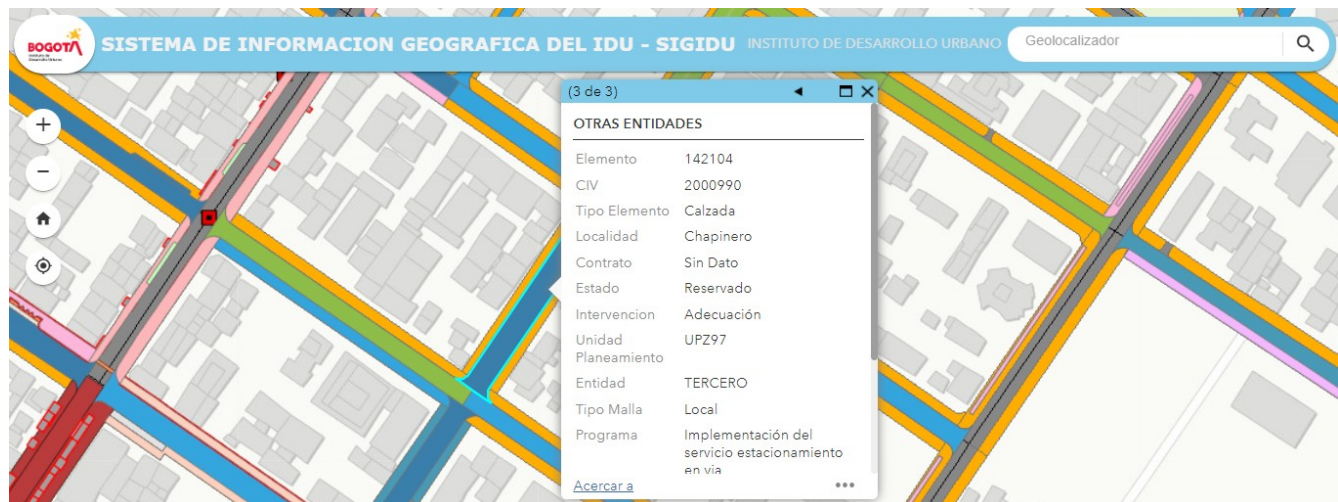 BOGOTÁ
SISTEMA DE INFORMACION GEOGRAFICA DEL IDU - SIGIDU INSTITUTO DE DESARROLLO URBANO
Geolocalizador
(3 de 3)
OTRAS ENTIDADES
Elemento 142104
CIV 2000990
Tipo Elemento Calzada
Localidad Chapinero
Contrato Sin Dato
Estado Reservado
Intervencion Adecuación
Unidad Planeamiento UPZ97
Entidad TERCERO
Tipo Malla Local
Programa Implementación del
servicio estacionamiento
en via
Acercar a